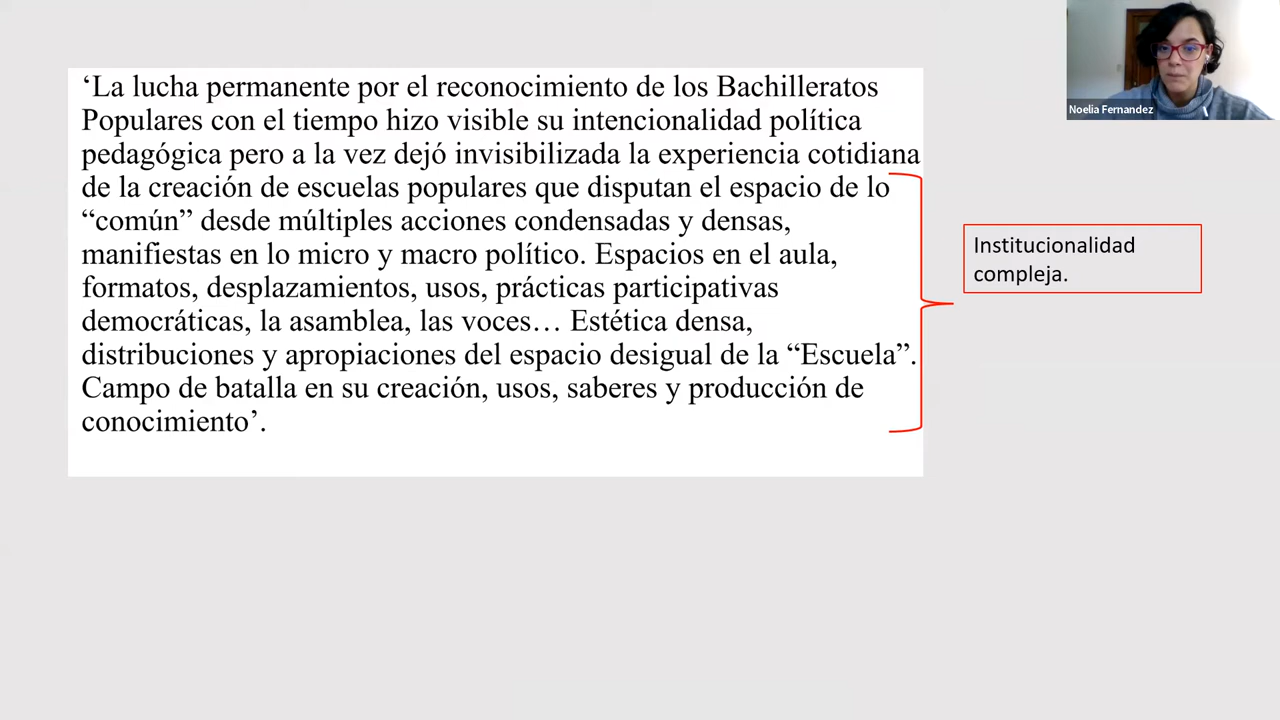 ‘La lucha permanente por el reconocimiento de los Bachilleratos
Populares con el tiempo hizo visible su intencionalidad política
pedagógica pero a la vez dejó invisibilizada la experiencia cotidiana
de la creación de escuelas populares que disputan el espacio de lo
“común” desde múltiples acciones condensadas y densas,
manifiestas en lo micro y macro político. Espacios en el aula,
formatos, desplazamientos, usos, prácticas participativas
democráticas, la asamblea, las voces… Estética densa,
distribuciones y apropiaciones del espacio desigual de la “Escuela”.
Campo de batalla en su creación, usos, saberes y producción de
conocimiento’.
Institucionalidad
compleja.
Noelia Fernandez